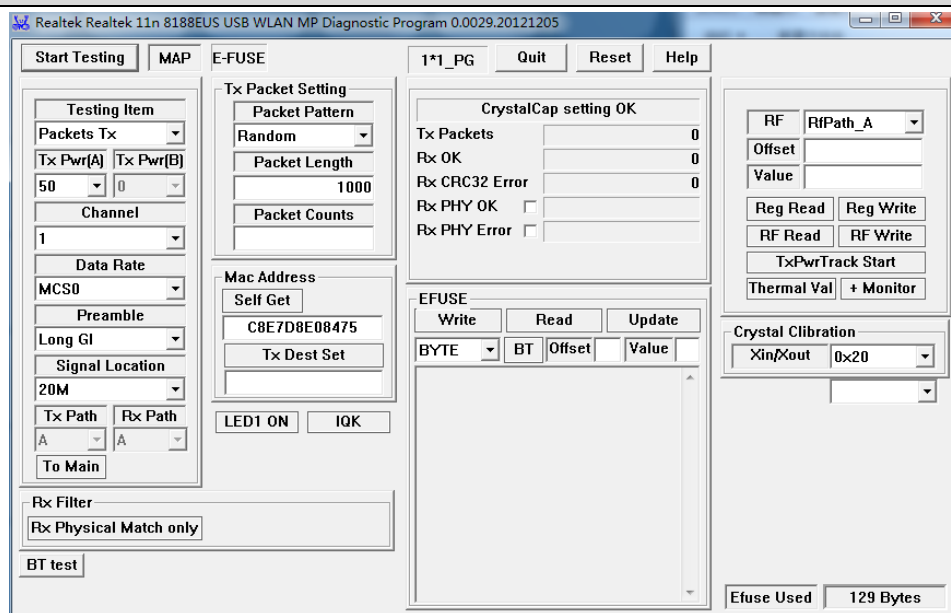 Realtek Realtek 11n 8188EUS USB WLAN MP Diagnostic Program 0.0029.20121205
Start Testing
MAP
E-FUSE
1*1_PG
Quit
Reset
Help
Testing Item
Packets Tx
Tx Pwr(A) Tx Pwr(B)
50 0
Channel
1
Data Rate
MCS0
Preamble
Long GI
Signal Location
20M
Tx Path Rx Path
A A
To Main
Tx Packet Setting
Packet Pattern
Random
Packet Length
1000
Packet Counts
Mac Address
Self Get
C8E7D8E08475
Tx Dest Set
LED1 ON
IQK
Rx Filter
Rx Physical Match only
BT test
CrystalCap setting OK
Tx Packets 0
Rx OK 0
Rx CRC32 Error 0
Rx PHY OK
Rx PHY Error
EFUSE
Write Read Update
BYTE BT Offset Value
RF RfPath_A
Offset
Value
Reg Read Reg Write
RF Read RF Write
TxPwrTrack Start
Thermal Val + Monitor
Crystal Clibration
Xin/Xout 0x20
Efuse Used 129 Bytes